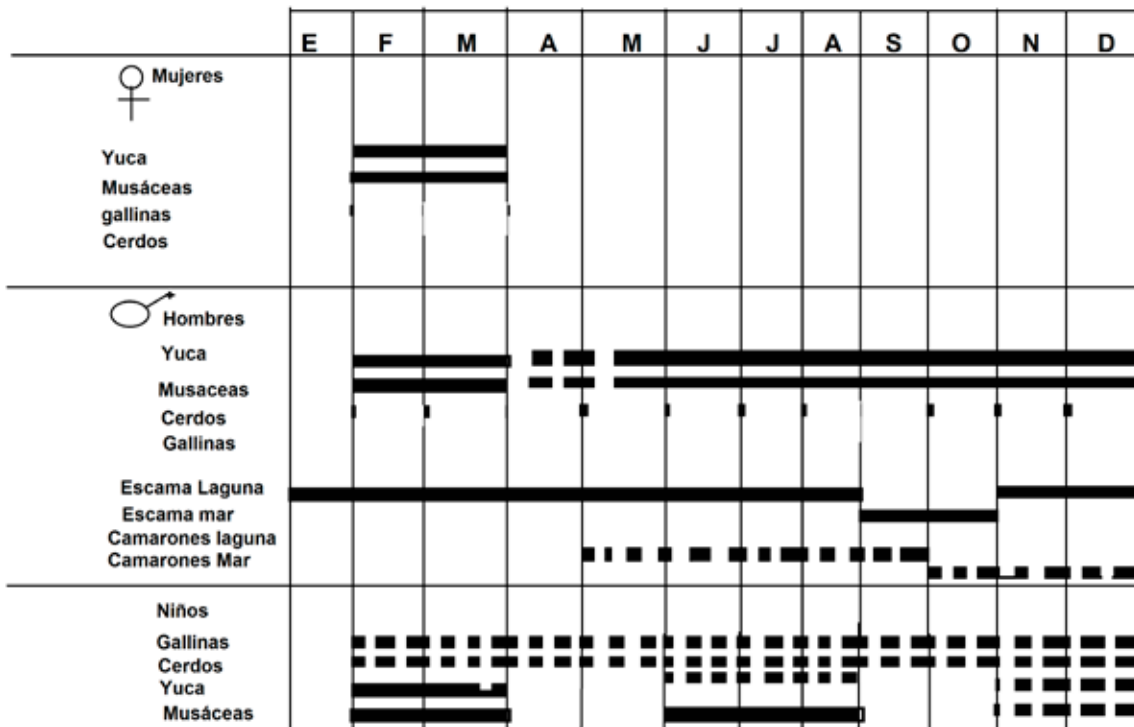 E F M A M J J A S O N D
Mujeres
Yuca
Musáceas
gallinas
Cerdos
Hombres
Yuca
Musaceas
Cerdos
Gallinas
Escama Laguna
Escama mar
Camarones laguna
Camarones Mar
Niños
Gallinas
Cerdos
Yuca
Musáceas